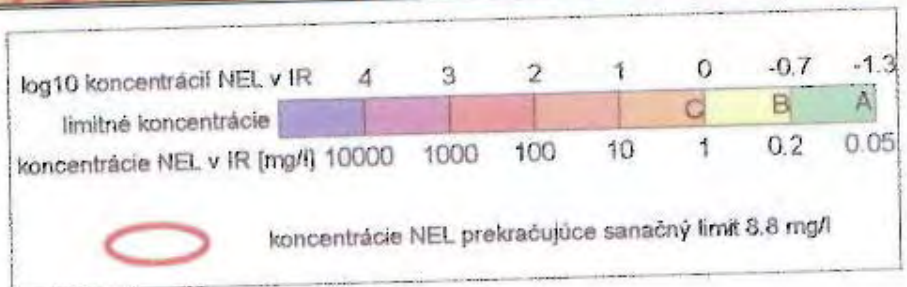 log10 koncentrácií NEL v IR 4 3 2 1 0 -0.7 -1.3
limitné koncentrácie C B A
koncentrácie NEL v IR [mg/l] 10000 1000 100 10 1 0.2 0.05
koncentrácie NEL prekračujúce sanačný limit 8.8 mg/l